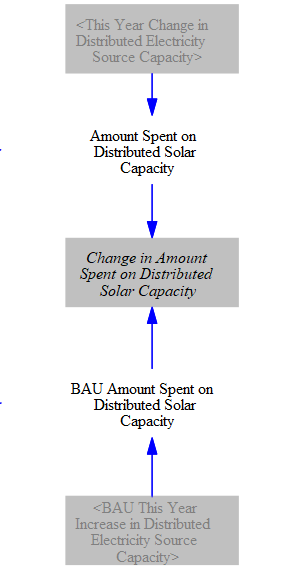 <This Year Change in
Distributed Electricity
Source Capacity>
Amount Spent on
Distributed Solar
Capacity
Change in Amount
Spent on Distributed
Solar Capacity
BAU Amount Spent on
Distributed Solar
Capacity
<BAU This Year
Increase in Distributed
Electricity Source
Capacity>